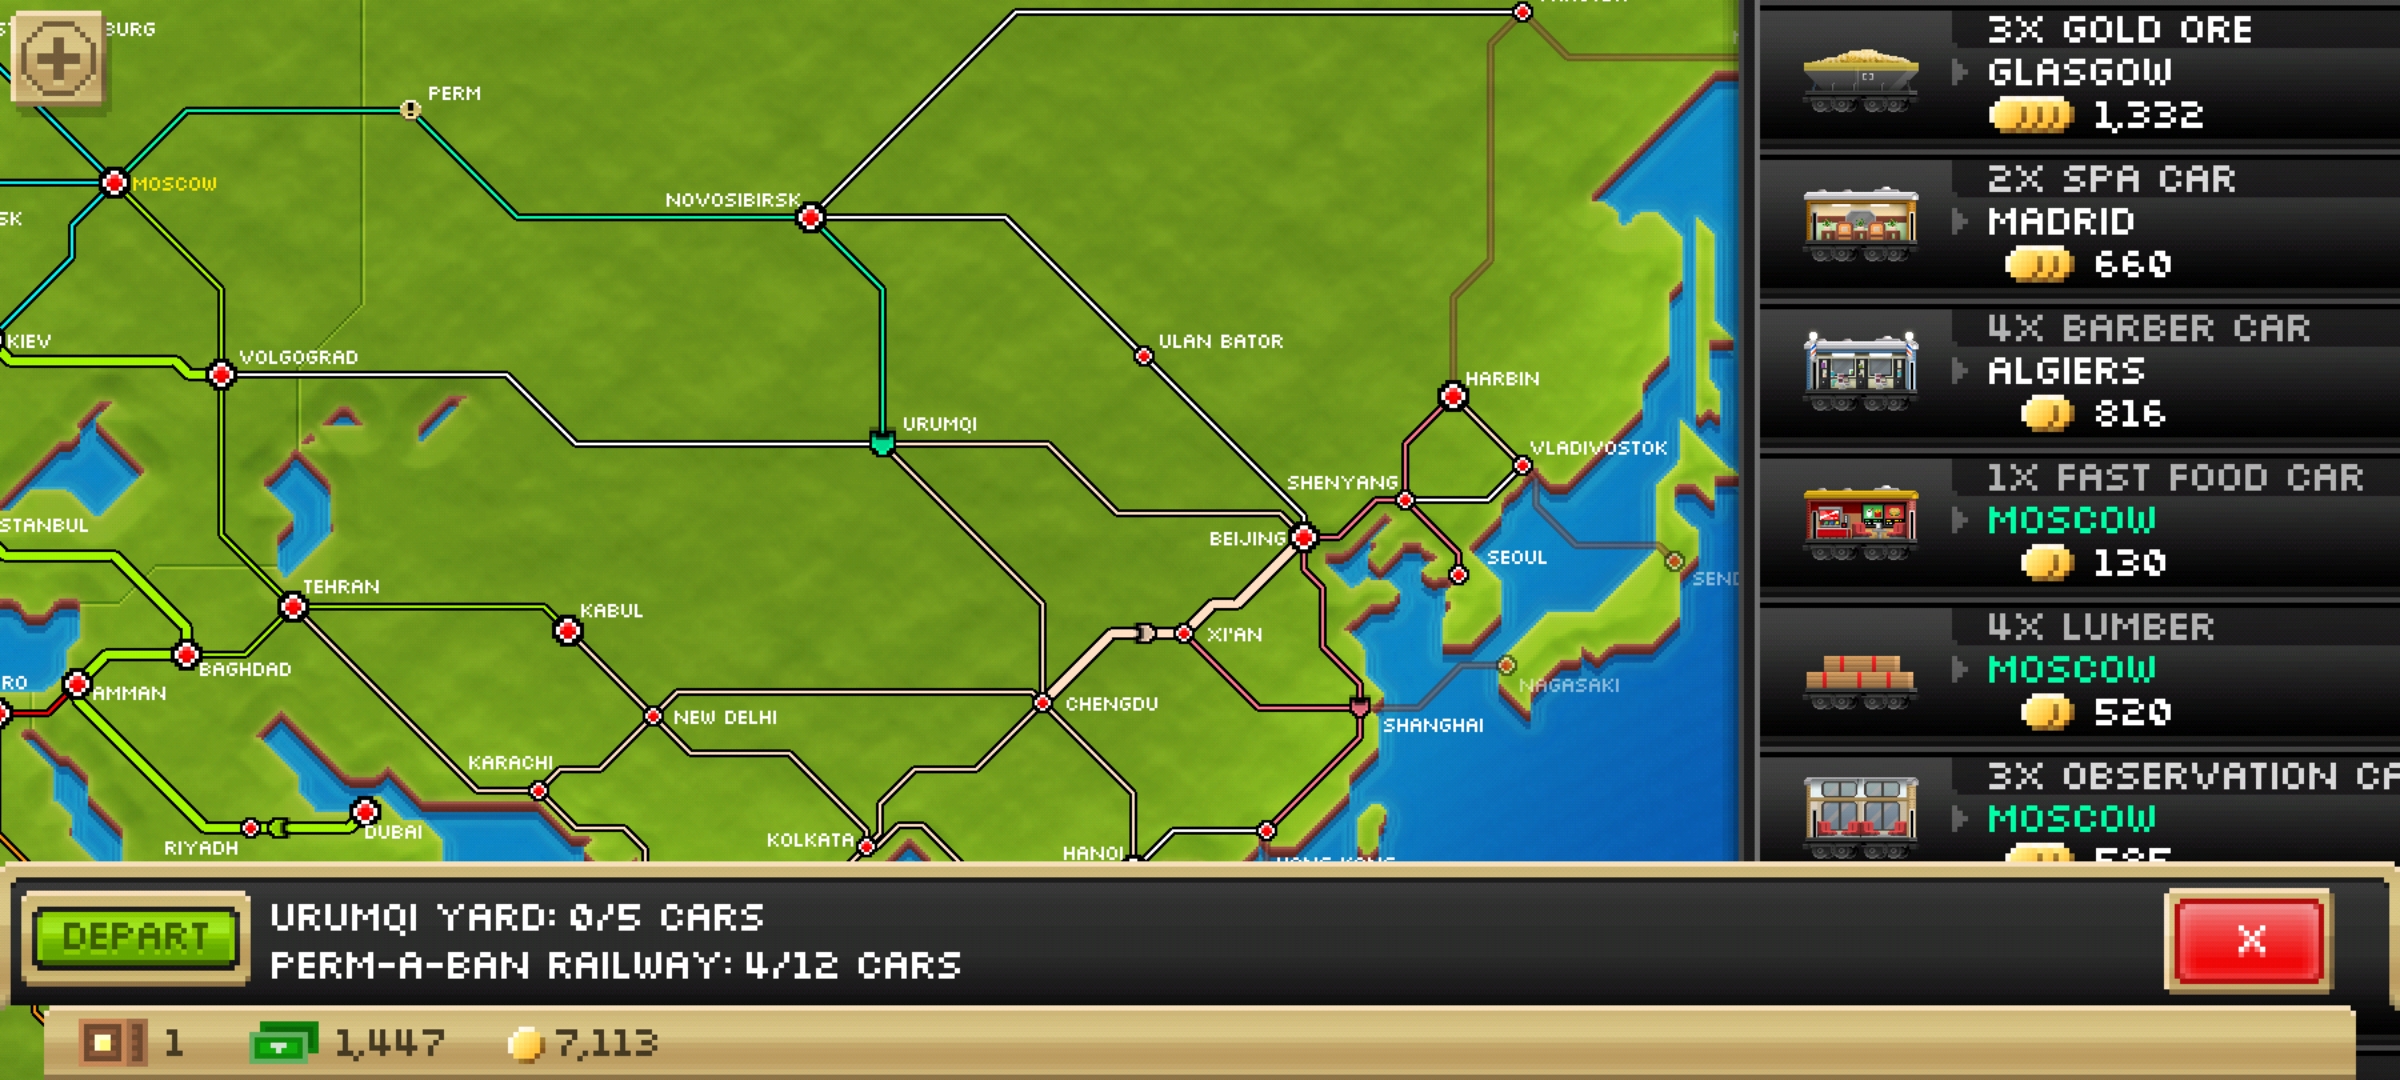 BURG
PERM
MOSCOW
NOVOSIBIRSK
SK
KIEV
VOLGOGRAD
ULAN BATOR
HARBIN
URUMQI
VLADIVOSTOK
SHENYANG
STANBUL
BEIJING
SEOUL
SEND
TEHRAN
KABUL
XI'AN
BAGHDAD
RO
AMMAN
NAGASAKI
NEW DELHI
CHENGDU
SHANGHAI
KARACHI
DUBAI
RIYADH
KOLKATA
HANOI
3X GOLD ORE
GLASGOW
1,332
2X SPA CAR
MADRID
660
4X BARBER CAR
ALGIERS
816
1X FAST FOOD CAR
MOSCOW
130
4X LUMBER
MOSCOW
520
3X OBSERVATION CA
MOSCOW
DEPART
URUMQI YARD: 0/5 CARS
PERM-A-BAN RAILWAY: 4/12 CARS
X
1
1,447
7,113